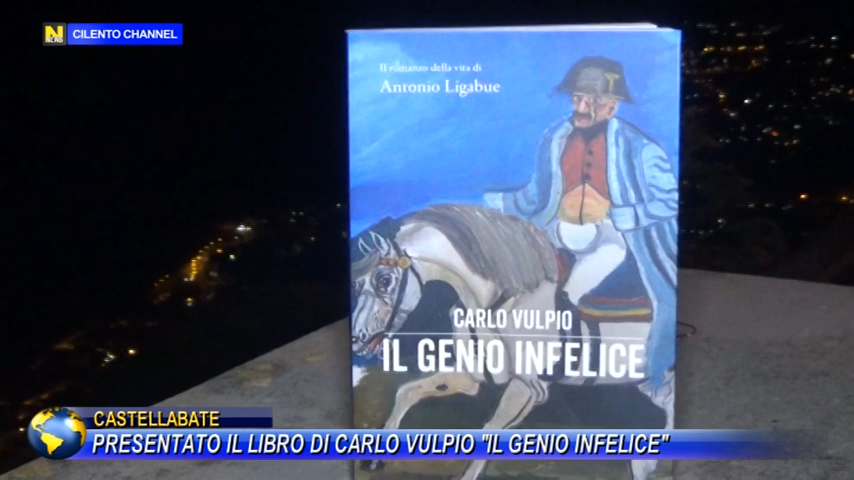 CILENTO CHANNEL
Il romanzo della vita di
Antonio Ligabue
CARLO VULPIO
IL GENIO INFELICE
CASTELLABATE
PRESENTATO IL LIBRO DI CARLO VULPIO "IL GENIO INFELICE"